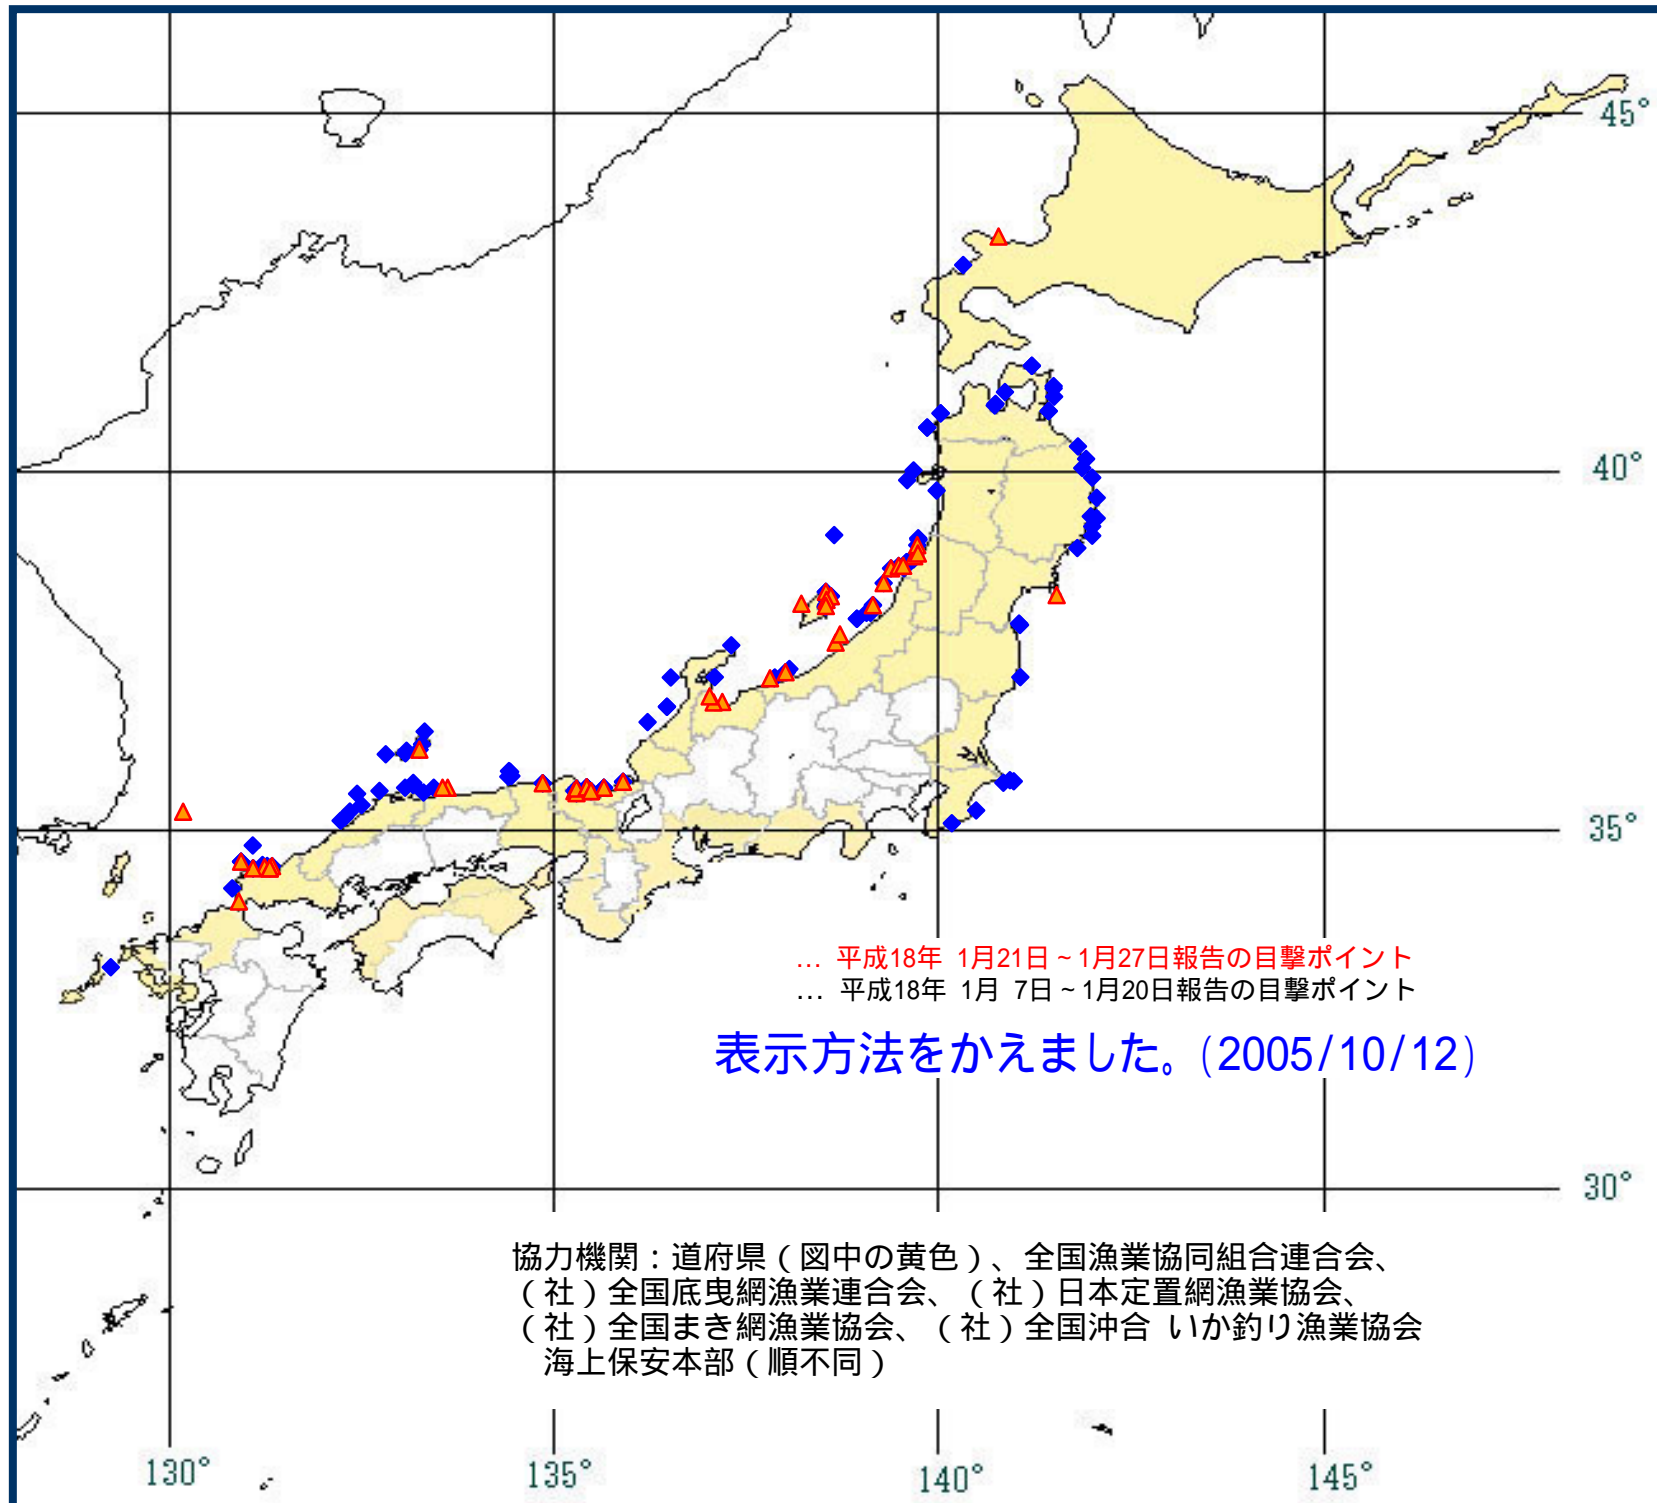 45°
40°
35°
… 平成18年 1月21日~1月27日報告の目撃ポイント
… 平成18年 1月 7日~1月20日報告の目撃ポイント
表示方法をかえました。(2005/10/12)
30°
協力機関：道府県（図中の黄色）、全国漁業協同組合連合会、
（社）全国底曳網漁業連合会、（社）日本定置網漁業協会、
（社）全国まき網漁業協会、（社）全国沖合 いか釣り漁業協会
海上保安本部（順不同）
130° 135° 140° 145°